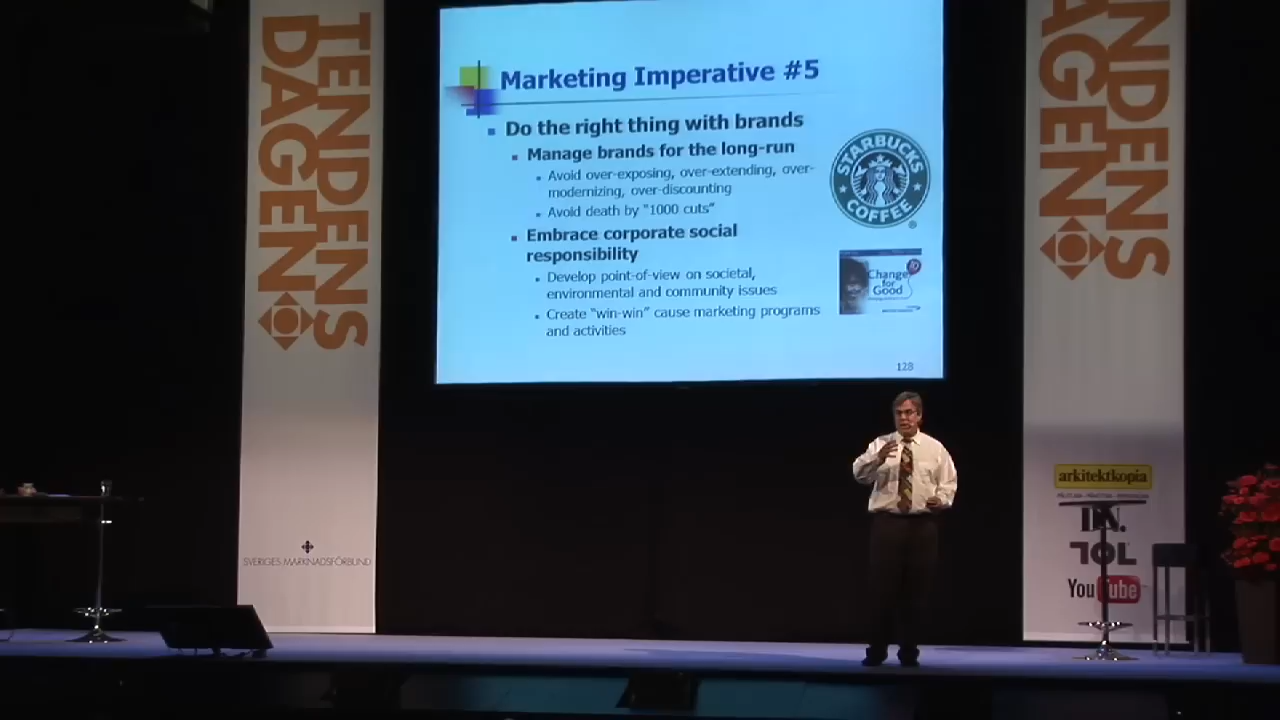 TENDENS
DAGEN
SVERIGES MARKNADSFÖRBUND
Marketing Imperative #5
Do the right thing with brands
Manage brands for the long-run
Avoid over-exposing, over-extending, over-
modernizing, over-discounting
Avoid death by “1000 cuts”
Embrace corporate social
responsibility
Develop point-of-view on societal,
environmental and community issues
Create “win-win” cause marketing programs
and activities
128
STARBUCKS
COFFEE
®
Change
for
Good
NDENS
AGEN
arkitektkopia
IN.
TOL
YouTube